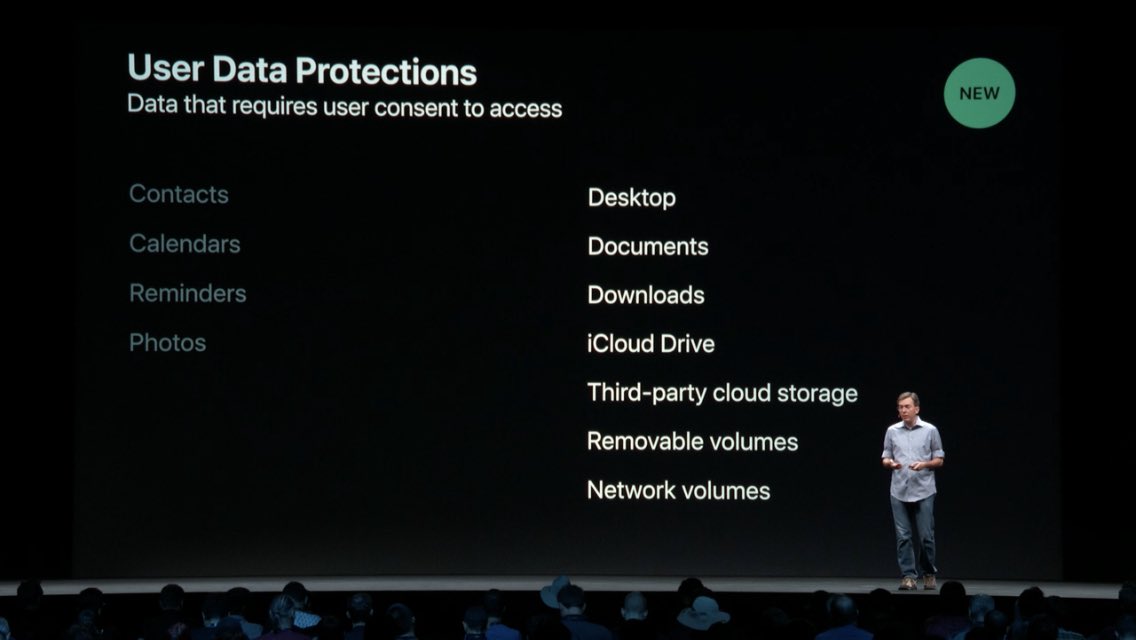 User Data Protections
Data that requires user consent to access
NEW
Contacts
Calendars
Reminders
Photos
Desktop
Documents
Downloads
iCloud Drive
Third-party cloud storage
Removable volumes
Network volumes